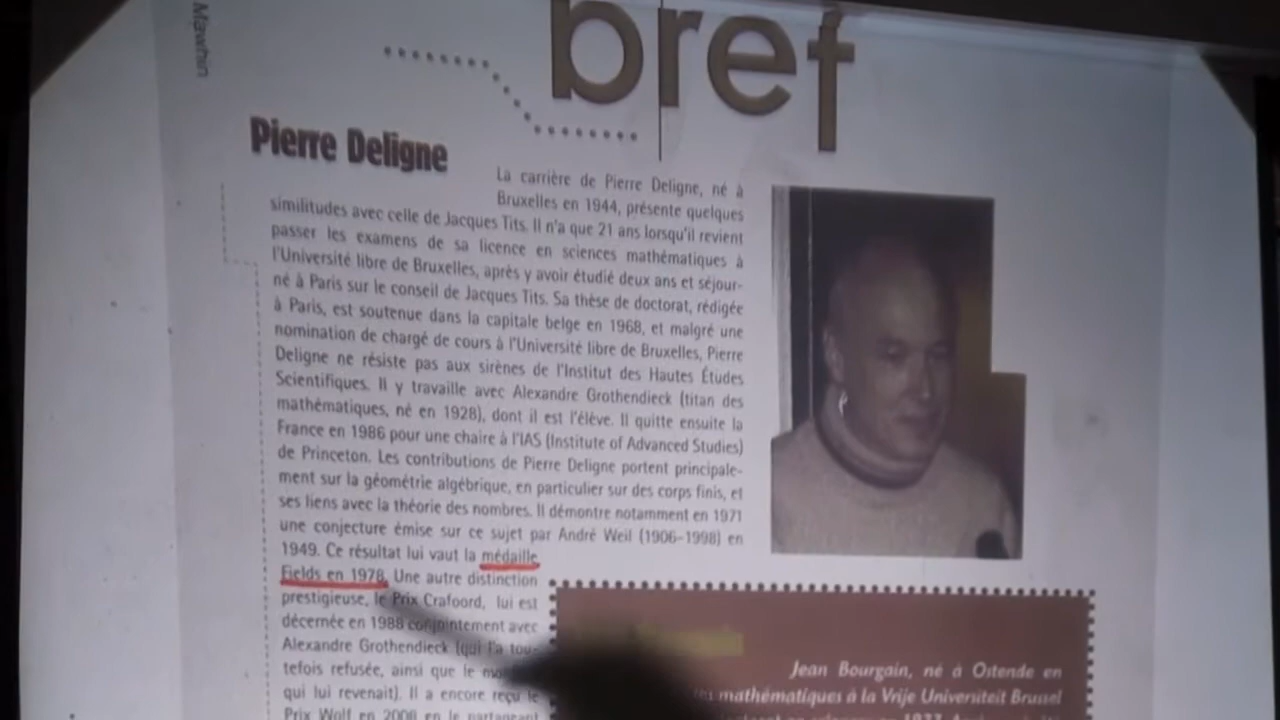 Mawhin
bref
Pierre Deligne
La carrière de Pierre Deligne, né à
Bruxelles en 1944, présente quelques
similitudes avec celle de Jacques Tits. Il n'a que 21 ans lorsqu'il revient
passer les examens de sa licence en sciences mathématiques à
l'Université libre de Bruxelles, après y avoir étudié deux ans et séjour-
né à Paris sur le conseil de Jacques Tits. Sa thèse de doctorat, rédigée
à Paris, est soutenue dans la capitale belge en 1968, et malgré une
nomination de chargé de cours à l'Université libre de Bruxelles, Pierre
Deligne ne résiste pas aux sirènes de l'Institut des Hautes Études
Scientifiques. Il y travaille avec Alexandre Grothendieck (titan des
mathématiques, né en 1928), dont il est l'élève. Il quitte ensuite la
France en 1986 pour une chaire à l'IAS (Institute of Advanced Studies)
de Princeton. Les contributions de Pierre Deligne portent principale-
ment sur la géométrie algébrique, en particulier sur des corps finis, et
ses liens avec la théorie des nombres. Il démontre notamment en 1971
une conjecture émise sur ce sujet par André Weil (1906-1998) en
1949. Ce résultat lui vaut la médaille
Fields en 1978. Une autre distinction
prestigieuse, le Prix Crafoord, lui est
décernée en 1988 conjointement avec
Alexandre Grothendieck (qui l'a tou-
tefois refusée, ainsi que le
qui lui revenait). Il a encore reçu le
Prix Wolf en 2008 en le partageant
Jean Bourgain, né à Ostende en
mathématiques à la Vrije Universiteit Brussel